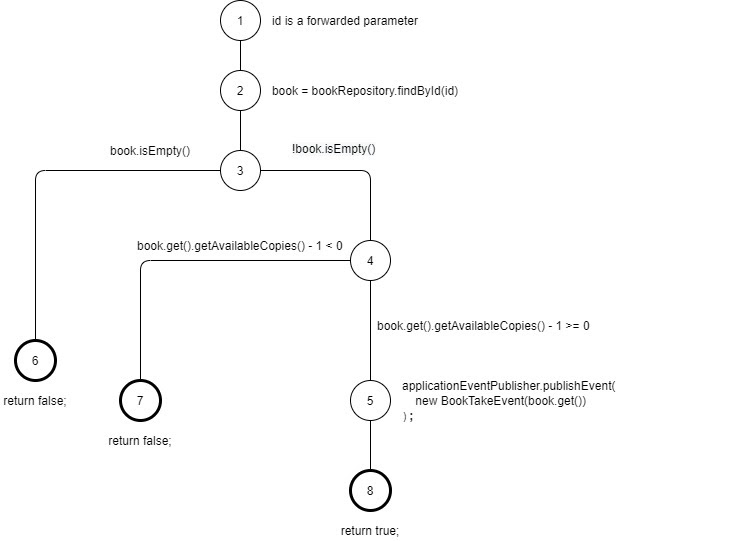 1
id is a forwarded parameter
2
book = bookRepository.findById(id)
book.isEmpty()
!book.isEmpty()
3
book.get().getAvailableCopies() - 1 < 0
4
book.get().getAvailableCopies() - 1 >= 0
6
return false;
7
return false;
5
applicationEventPublisher.publishEvent(
new BookTakeEvent(book.get())
);
8
return true;